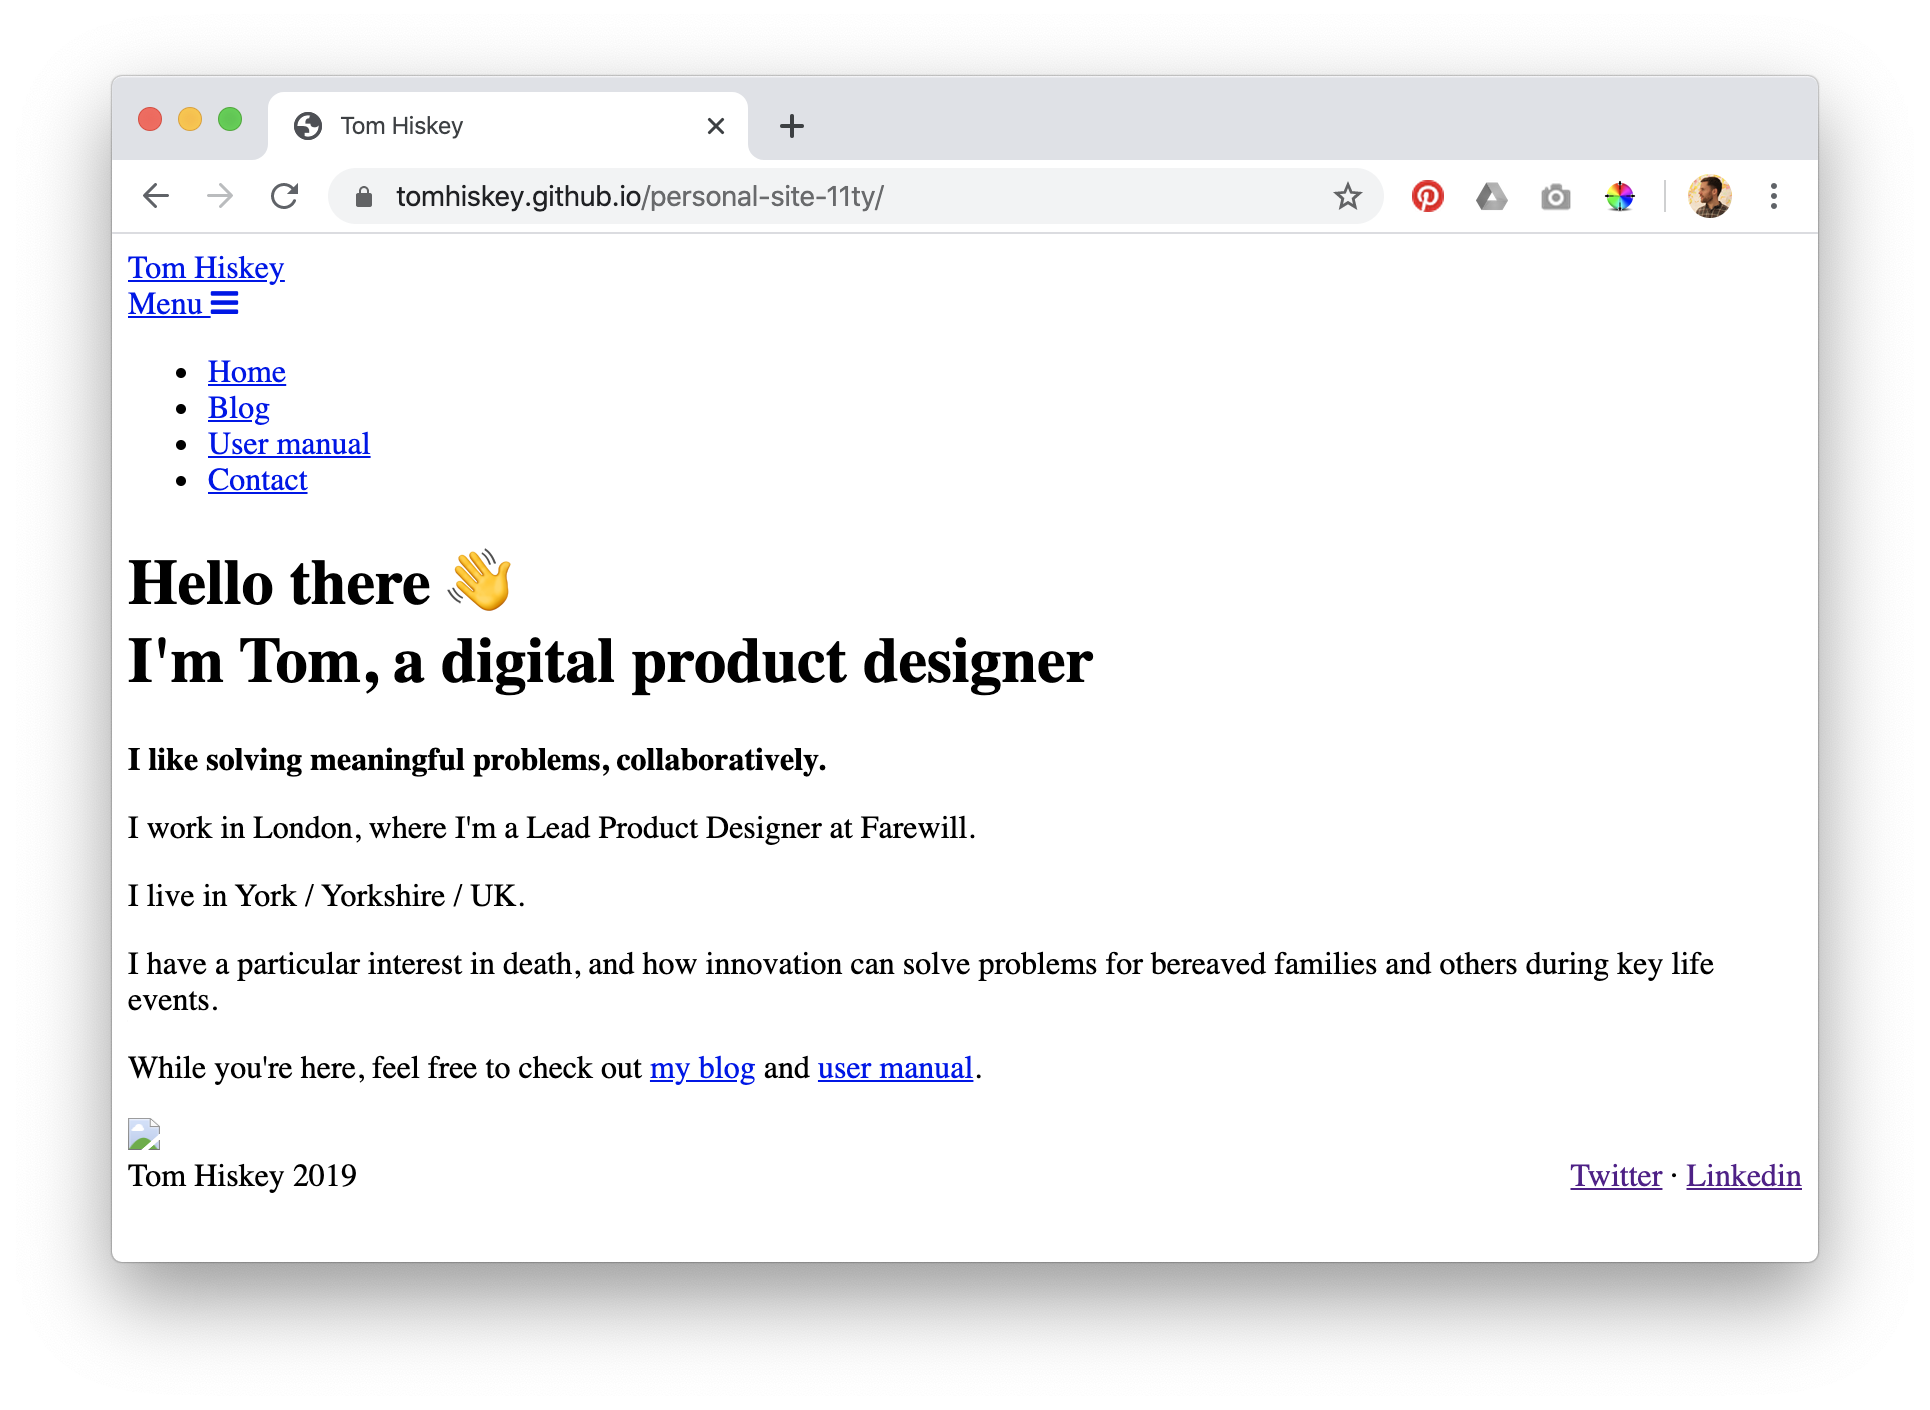 Tom Hiskey
tomhiskey.github.io/personal-site-11ty/
Tom Hiskey
Menu
Home
Blog
User manual
Contact
Hello there 👋
I'm Tom, a digital product designer
I like solving meaningful problems, collaboratively.
I work in London, where I'm a Lead Product Designer at Farewill.
I live in York / Yorkshire / UK.
I have a particular interest in death, and how innovation can solve problems for bereaved families and others during key life
events.
While you're here, feel free to check out my blog and user manual.
Tom Hiskey 2019
Twitter · Linkedin